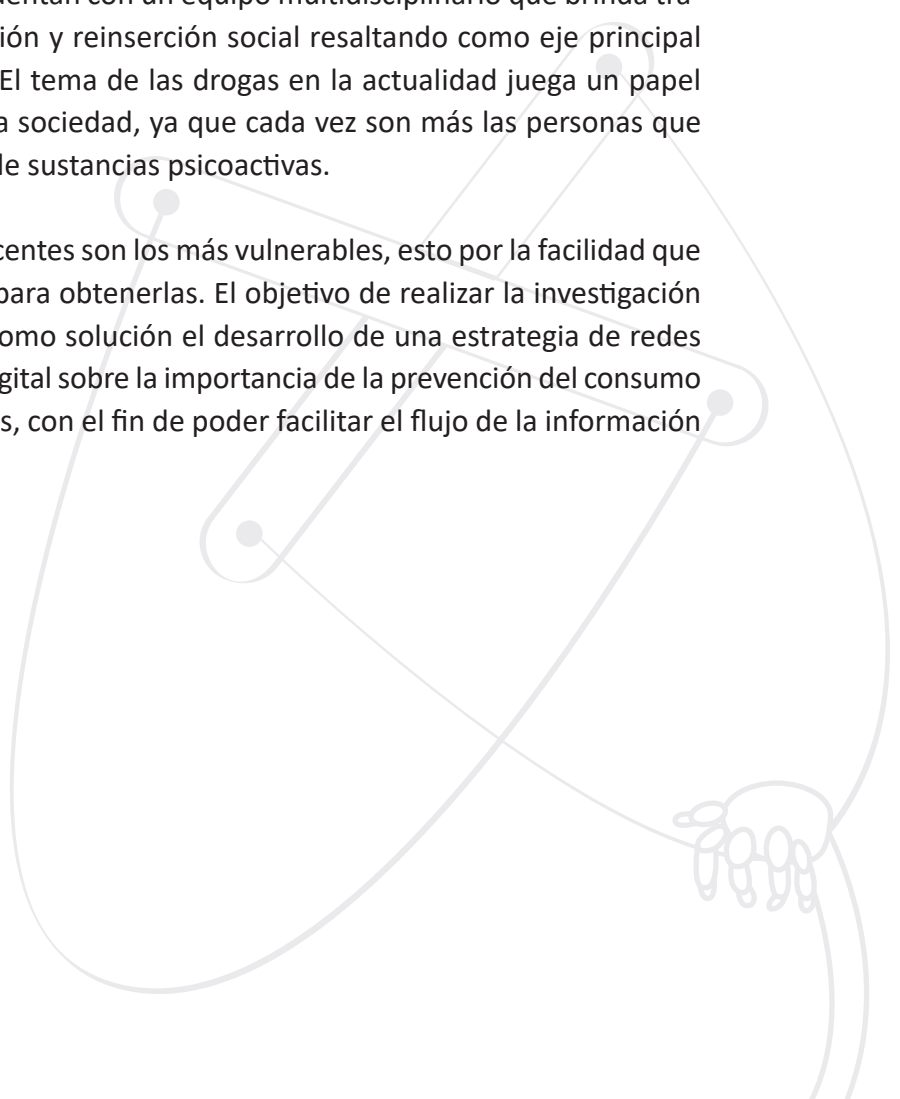 cuentan con un equipo multidisciplinario que brinda tra-
ión y reinserción social resaltando como eje principal
El tema de las drogas en la actualidad juega un papel
a sociedad, ya que cada vez son más las personas que
de sustancias psicoactivas.
centes son los más vulnerables, esto por la facilidad que
para obtenerlas. El objetivo de realizar la investigación
omo solución el desarrollo de una estrategia de redes
gital sobre la importancia de la prevención del consumo
s, con el fin de poder facilitar el flujo de la información